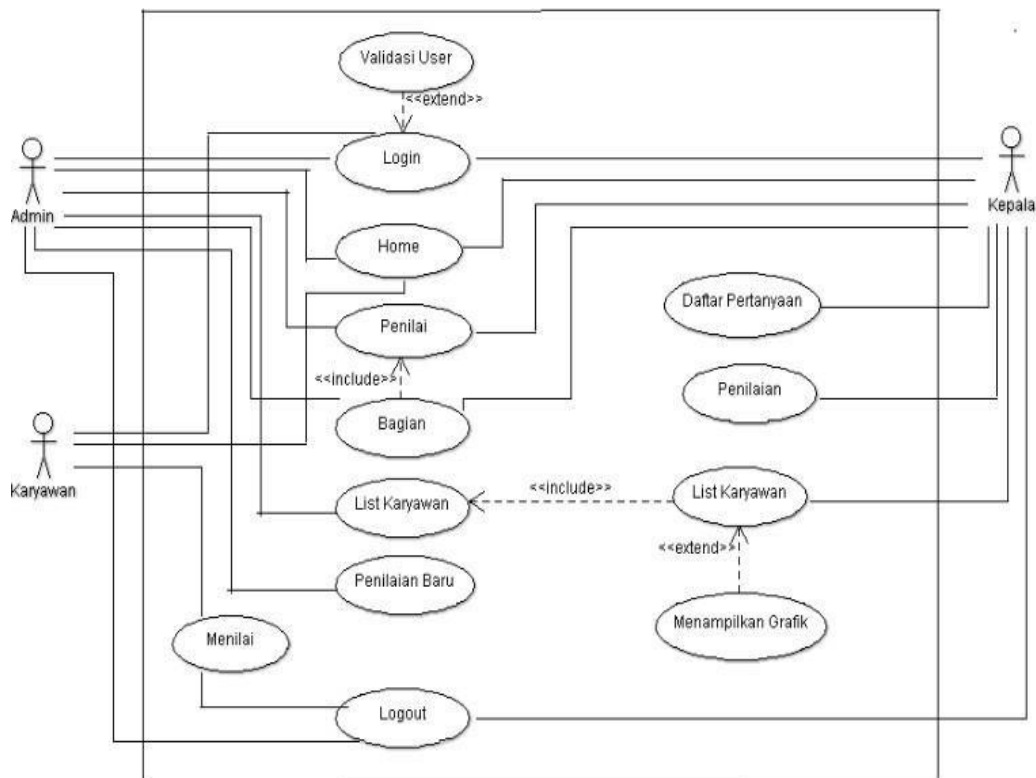 Validasi User
<<extend>>
Login
Admin
Kepala
Home
Daftar Pertanyaan
Penilai
<<include>>
Penilaian
Bagian
Karyawan
List Karyawan
<<include>>
List Karyawan
<<extend>>
Penilaian Baru
Menilai
Menampilkan Grafik
Logout